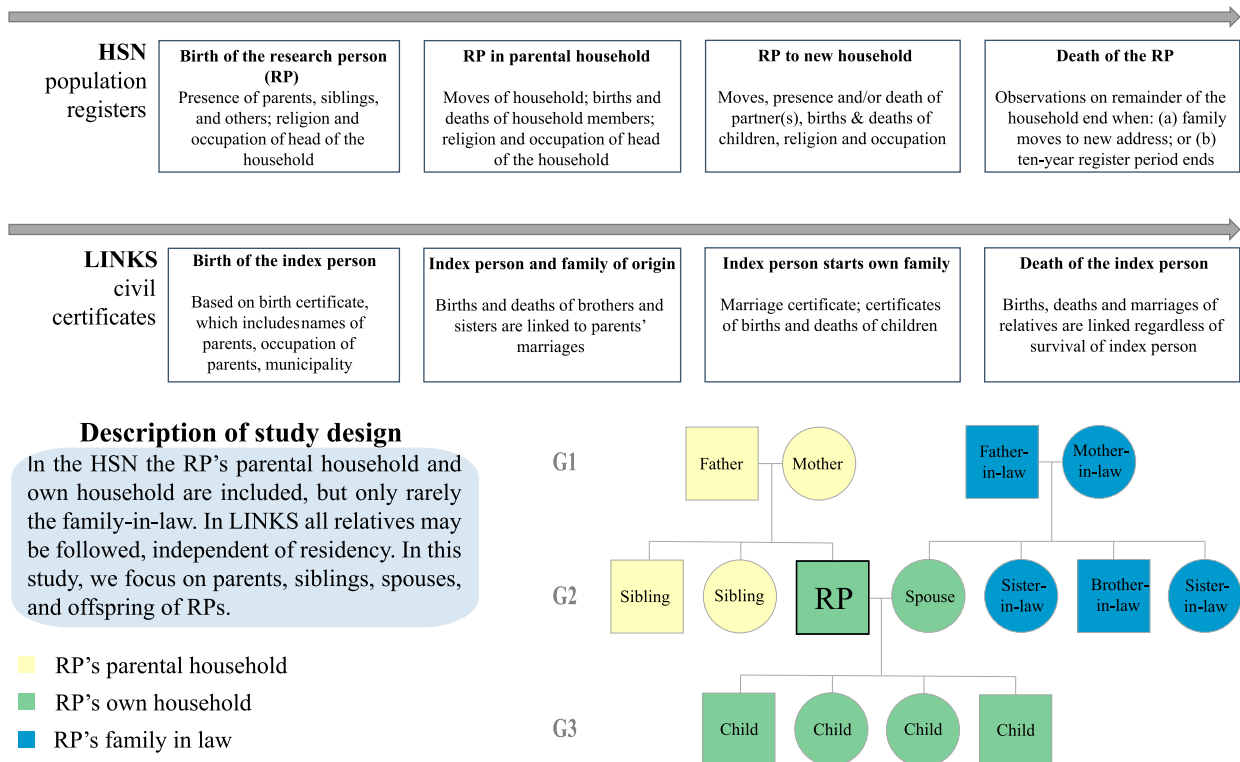 HSN
population
registers
Birth of the research person
(RP)
Presence of parents, siblings,
and others; religion and
occupation of head of the
household
RP in parental household
Moves of household; births and
deaths of household members;
religion and occupation of head
of the household
RP to new household
Moves, presence and/or death of
partner(s), births & deaths of
children, religion and occupation
Death of the RP
Observations on remainder of the
household end when: (a) family
moves to new address; or (b)
ten-year register period ends
LINKS
civil
certificates
Birth of the index person
Based on birth certificate,
which includes names of
parents, occupation of
parents, municipality
Index person and family of origin
Births and deaths of brothers and
sisters are linked to parents’
marriages
Index person starts own family
Marriage certificate; certificates
of births and deaths of children
Death of the index person
Births, deaths and marriages of
relatives are linked regardless of
survival of index person
Description of study design
In the HSN the RP’s parental household and
own household are included, but only rarely
the family-in-law. In LINKS all relatives may
be followed, independent of residency. In this
study, we focus on parents, siblings, spouses,
and offspring of RPs.
RP’s parental household
RP’s own household
RP’s family in law
G1
Father
Mother
Father-
in-law
Mother-
in-law
G2
Sibling
Sibling
RP
Spouse
Sister-
in-law
Brother-
in-law
Sister-
in-law
G3
Child
Child
Child
Child